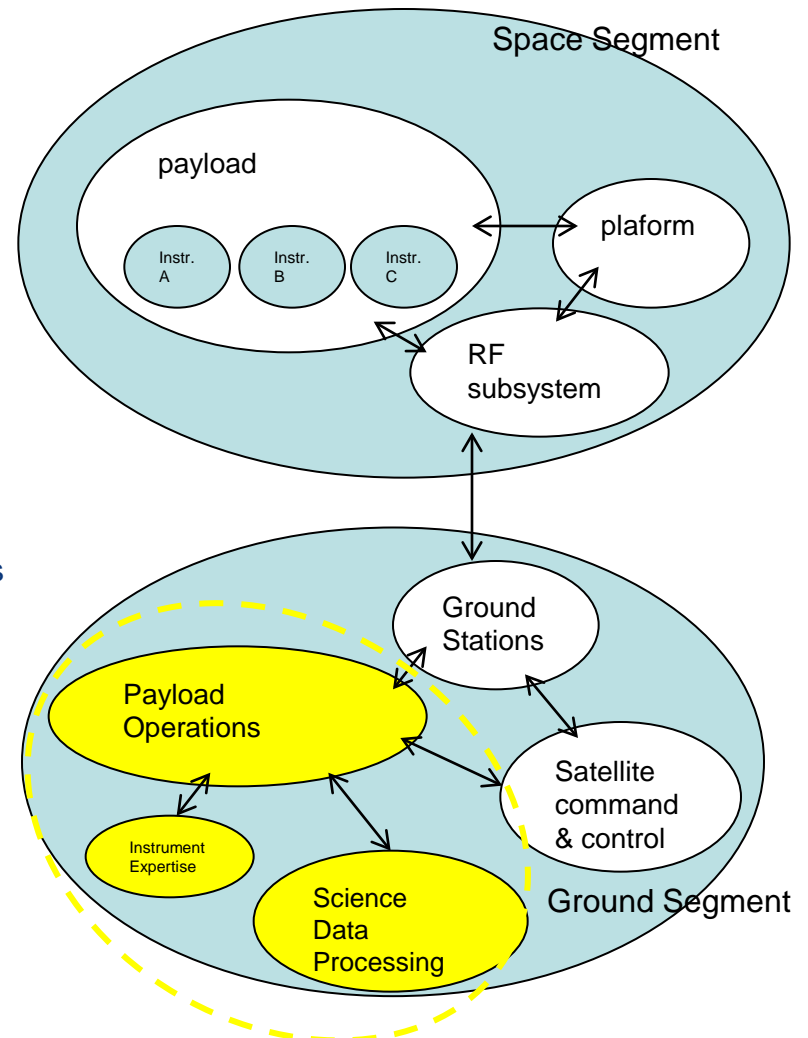 Space Segment
payload
plaform
Instr.
A
Instr.
B
Instr.
C
RF
subsystem
s
Ground
Stations
Payload
Operations
Satellite
command
& control
Instrument
Expertise
Science
Data
Processing
Ground Segment